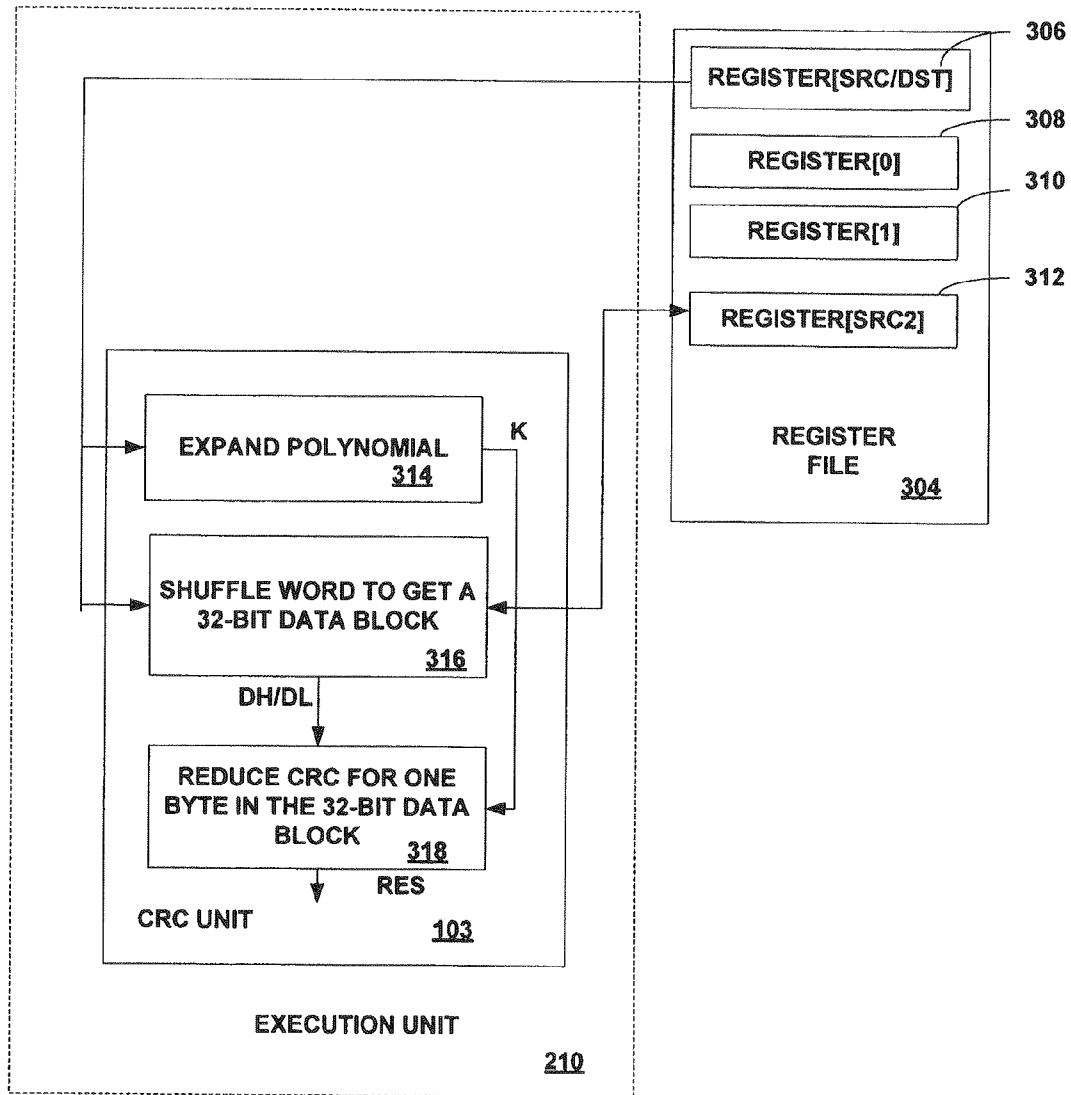 306
REGISTER[SRC/DST]
308
REGISTER[0]
310
REGISTER[1]
312
REGISTER[SRC2]
REGISTER
FILE
304
EXPAND POLYNOMIAL
314
K
SHUFFLE WORD TO GET A
32-BIT DATA BLOCK
316
DH/DL
REDUCE CRC FOR ONE
BYTE IN THE 32-BIT DATA
BLOCK
318
RES
CRC UNIT
103
EXECUTION UNIT
210